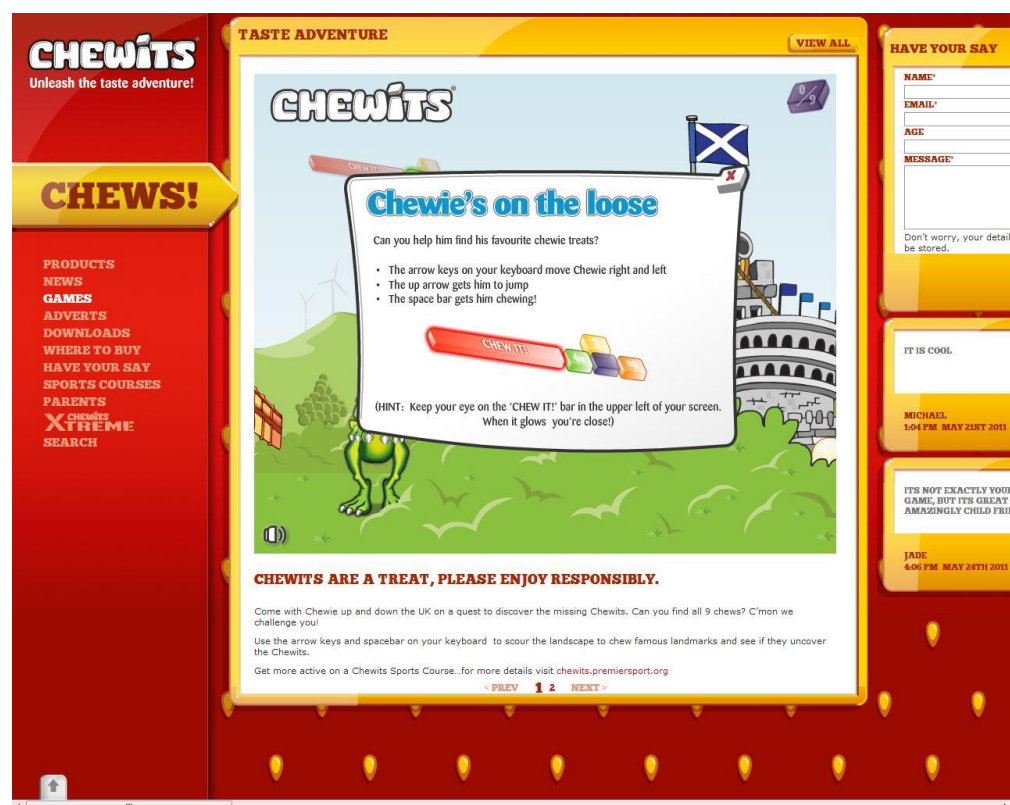 CHEWITS
Unleash the taste adventure!
CHEWS!
PRODUCTS
NEWS
GAMES
ADVERTS
DOWNLOADS
WHERE TO BUY
HAVE YOUR SAY
SPORTS COURSES
PARENTS
CHEWITS
XTREME
SEARCH
TASTE ADVENTURE
VIEW ALL
CHEWITS
0/9
CHEW IT!
X
Chewie's on the loose
Can you help him find his favourite chewie treats?
• The arrow keys on your keyboard move Chewie right and left
• The up arrow gets him to jump
• The space bar gets him chewing!
CHEW IT!
(HINT: Keep your eye on the 'CHEW IT!' bar in the upper left of your screen.
When it glows you're close!)
CHEWITS ARE A TREAT, PLEASE ENJOY RESPONSIBLY.
Come with Chewie up and down the UK on a quest to discover the missing Chewits. Can you find all 9 chews? C'mon we
challenge you!
Use the arrow keys and spacebar on your keyboard to scour the landscape to chew famous landmarks and see if they uncover
the Chewits.
Get more active on a Chewits Sports Course...for more details visit chewits.premiersport.org
< PREV 1 2 NEXT >
HAVE YOUR SAY
NAME*
EMAIL*
AGE
MESSAGE*
Don't worry, your detail
be stored.
IT IS COOL
MICHAEL
1:04 PM MAY 21ST 2011
ITS NOT EXACTLY YOU
GAME, BUT ITS GREAT
AMAZINGLY CHILD FRI
JADE
4:06 PM MAY 24TH 2011